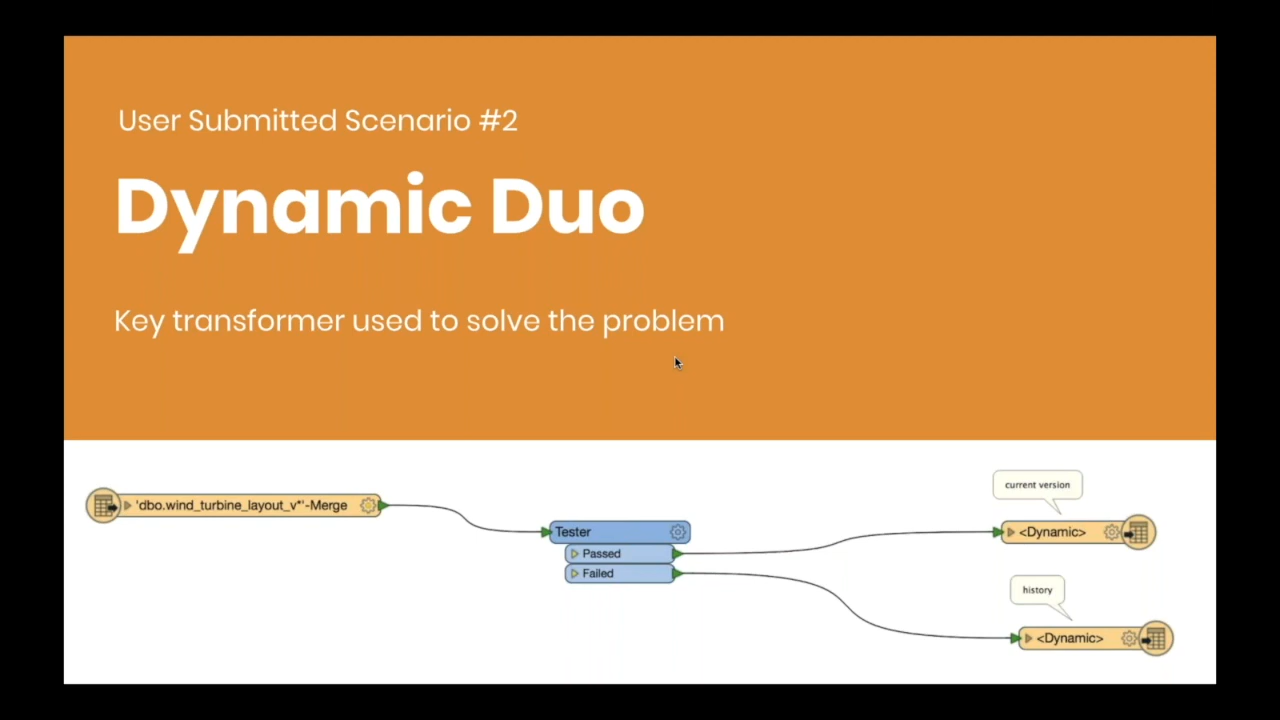 User Submitted Scenario #2
Dynamic Duo
Key transformer used to solve the problem
current version
'dbo.wind_turbine_layout_v*'-Merge
Tester
<Dynamic>
Passed
Failed
history
<Dynamic>